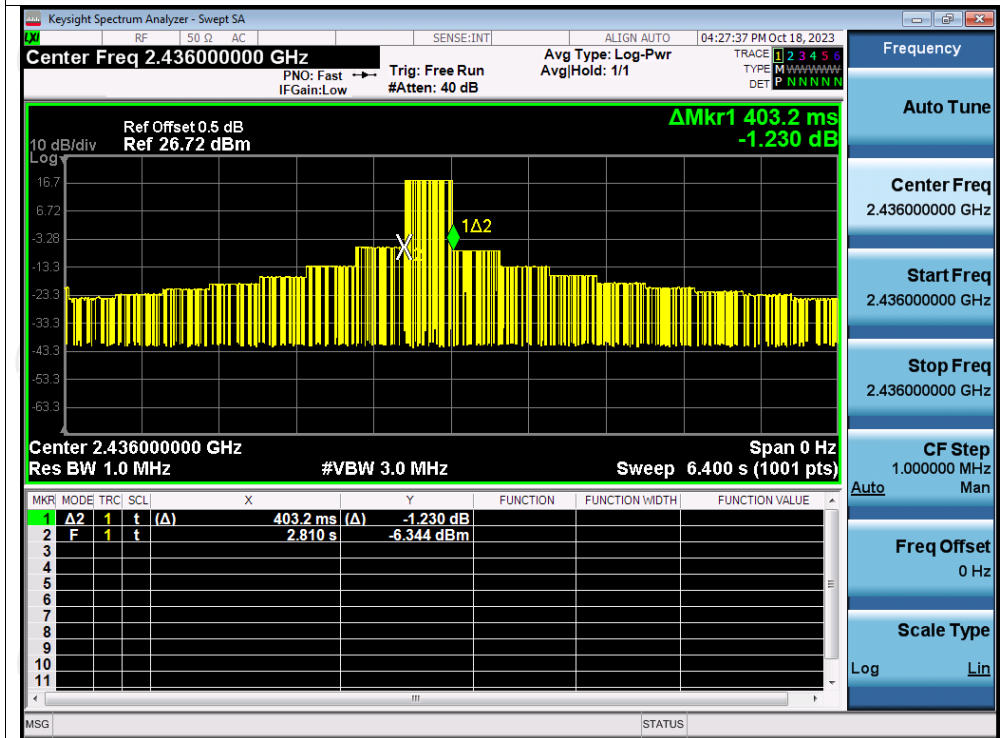 Keysight Spectrum Analyzer - Swept SA
LXI RF 50 Ω AC SENSE:INT ALIGN AUTO 04:27:37 PM Oct 18, 2023
Center Freq 2.436000000 GHz
PNO: Fast
IFGain:Low
Trig: Free Run
#Atten: 40 dB
Avg Type: Log-Pwr
Avg|Hold: 1/1
TRACE 1 2 3 4 5 6
TYPE M WWWWW
DET P N N N N N
ΔMkr1 403.2 ms
-1.230 dB
Ref Offset 0.5 dB
10 dB/div Ref 26.72 dBm
Log
16.7
6.72
-3.28
-13.3
-23.3
-33.3
-43.3
-53.3
-63.3
1Δ2
X2
Center 2.436000000 GHz Span 0 Hz
Res BW 1.0 MHz #VBW 3.0 MHz Sweep 6.400 s (1001 pts)
MKR MODE TRC SCL X Y FUNCTION FUNCTION WIDTH FUNCTION VALUE
1 Δ2 1 t (Δ) 403.2 ms (Δ) -1.230 dB
2 F 1 t 2.810 s -6.344 dBm
3
4
5
6
7
8
9
10
11
MSG STATUS
Frequency
Auto Tune
Center Freq
2.436000000 GHz
Start Freq
2.436000000 GHz
Stop Freq
2.436000000 GHz
CF Step
1.000000 MHz
Auto Man
Freq Offset
0 Hz
Scale Type
Log Lin